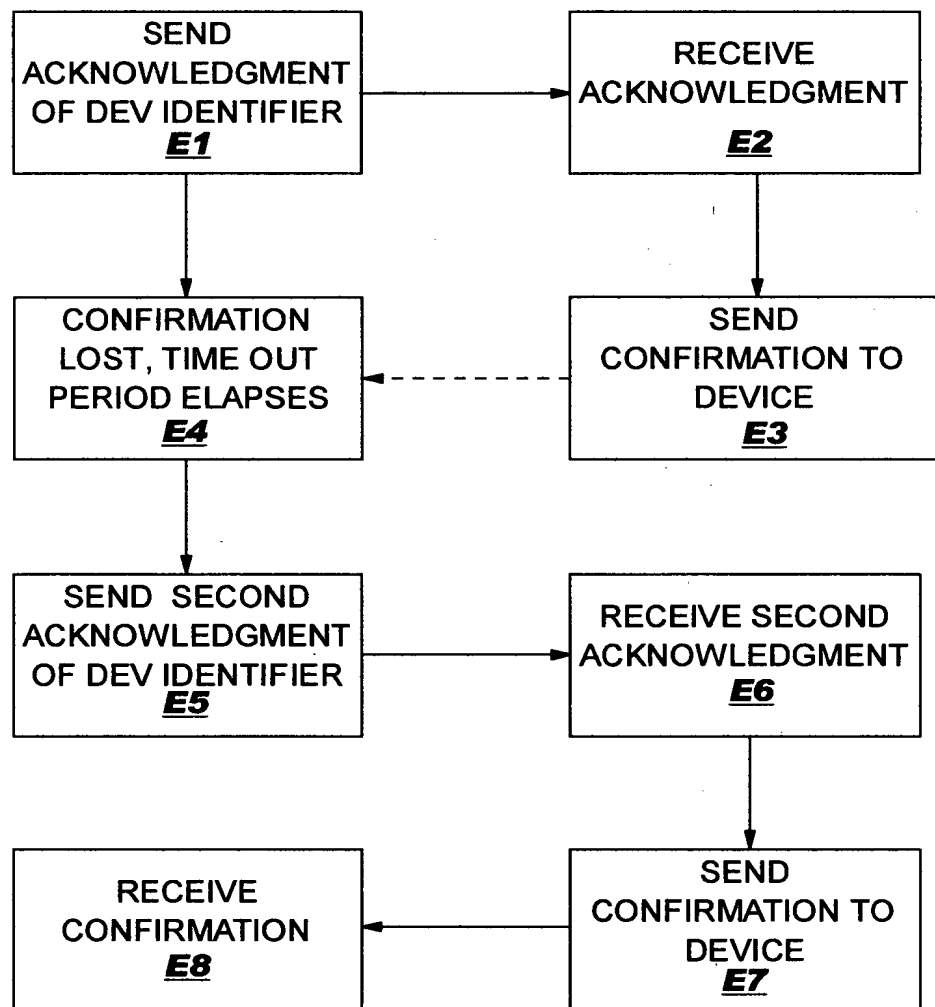 SEND
ACKNOWLEDGMENT
OF DEV IDENTIFIER
E1
RECEIVE
ACKNOWLEDGMENT
E2
CONFIRMATION
LOST, TIME OUT
PERIOD ELAPSES
E4
SEND
CONFIRMATION TO
DEVICE
E3
SEND SECOND
ACKNOWLEDGMENT
OF DEV IDENTIFIER
E5
RECEIVE SECOND
ACKNOWLEDGMENT
E6
RECEIVE
CONFIRMATION
E8
SEND
CONFIRMATION TO
DEVICE
E7